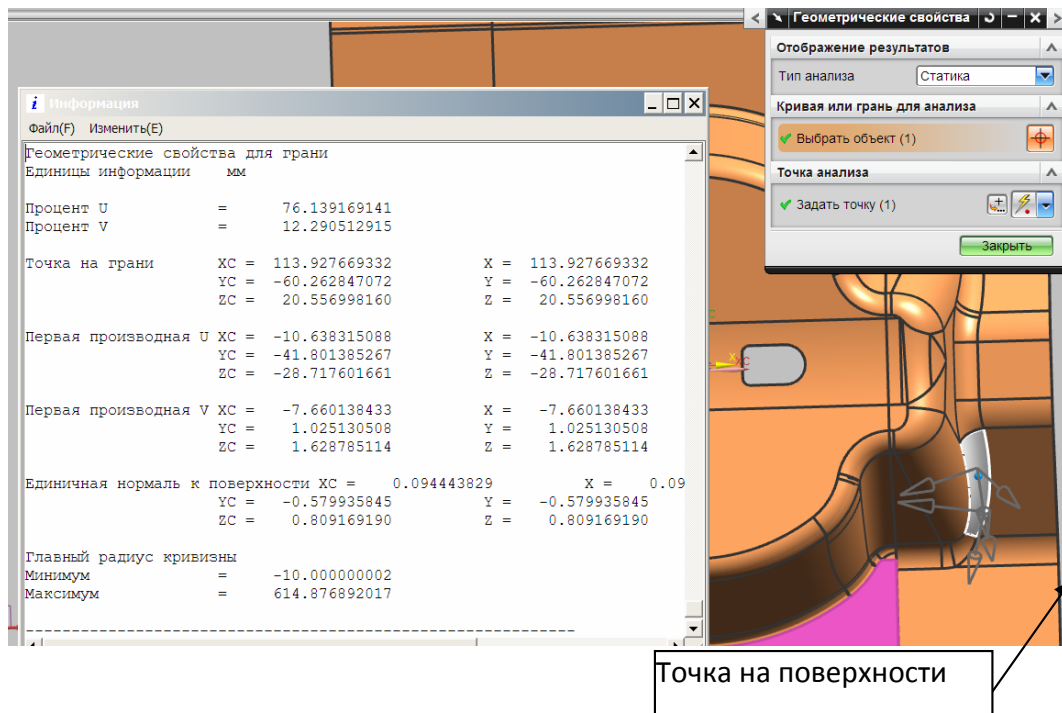 Геометрические свойства
Отображение результатов
Тип анализа Статика
Кривая или грань для анализа
Выбрать объект (1)
Точка анализа
Задать точку (1)
Закрыть
Информация
Файл(F) Изменить(E)
Геометрические свойства для грани
Единицы информации мм
Процент U = 76.139169141
Процент V = 12.290512915
Точка на грани XC = 113.927669332 X = 113.927669332
YC = -60.262847072 Y = -60.262847072
ZC = 20.556998160 Z = 20.556998160
Первая производная U XC = -10.638315088 X = -10.638315088
YC = -41.801385267 Y = -41.801385267
ZC = -28.717601661 Z = -28.717601661
Первая производная V XC = -7.660138433 X = -7.660138433
YC = 1.025130508 Y = 1.025130508
ZC = 1.628785114 Z = 1.628785114
Единичная нормаль к поверхности XC = 0.094443829 X = 0.09
YC = -0.579935845 Y = -0.579935845
ZC = 0.809169190 Z = 0.809169190
Главный радиус кривизны
Минимум = -10.000000002
Максимум = 614.876892017
------------------------------------------------------------
Точка на поверхности